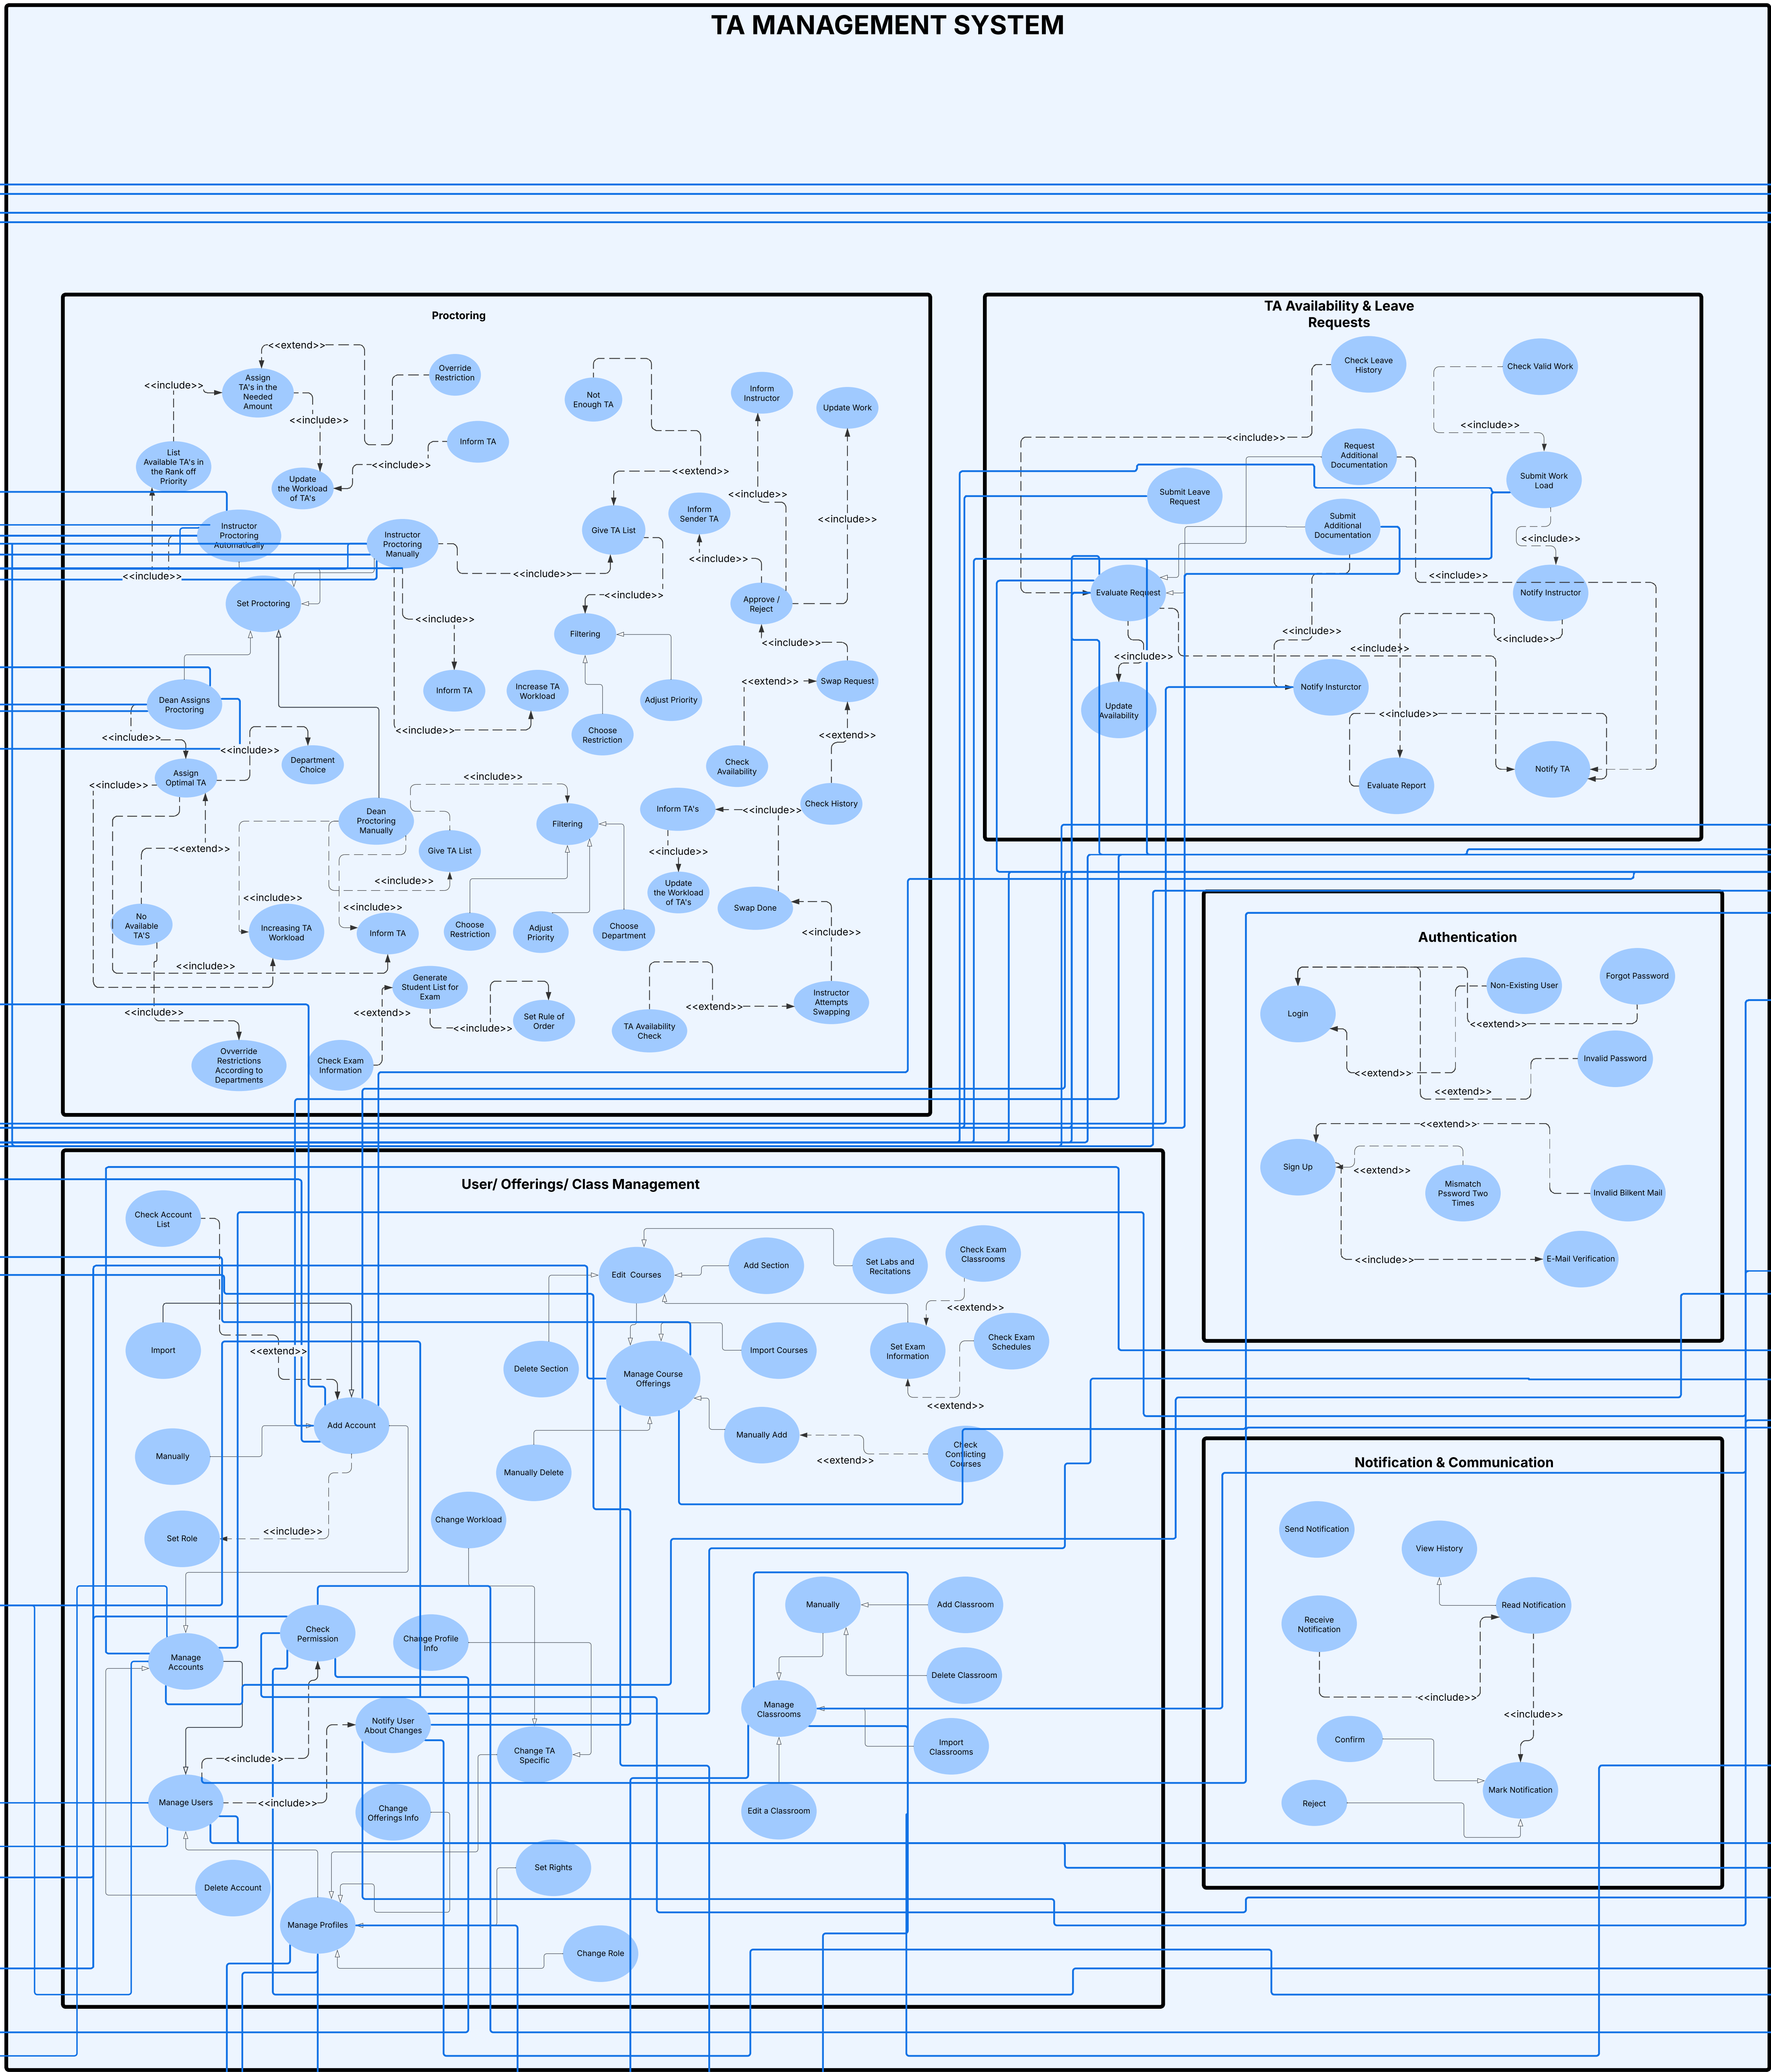 TA MANAGEMENT SYSTEM
Proctoring
<<extend>>
Override
Restriction
<<include>>
Assign
TA's in the
Needed
Amount
<<include>>
Inform TA
<<include>>
List
Available TA's in
the Rank off
Priority
Update
the Workload
of TA's
Not
Enough TA
Inform
Instructor
Update Work
<<extend>>
<<include>>
Inform
Sender TA
<<include>>
Give TA List
Instructor
Proctoring
Automatically
Instructor
Proctoring
Manually
<<include>>
<<include>>
<<include>>
Set Proctoring
<<include>>
Approve /
Reject
<<include>>
Filtering
<<include>>
Swap Request
<<extend>>
Dean Assigns
Proctoring
Inform TA
Increase TA
Workload
Adjust Priority
<<include>>
Choose
Restriction
<<extend>>
<<include>>
<<include>>
Department
Choice
Check
Availability
Assign
Optimal TA
<<include>>
<<include>>
Check History
Inform TA's
<<include>>
Dean
Proctoring
Manually
Filtering
Give TA List
<<extend>>
<<include>>
<<include>>
Update
the Workload
of TA's
<<include>>
<<include>>
Swap Done
No
Available
TA'S
Increasing TA
Workload
Inform TA
Choose
Restriction
Adjust
Priority
Choose
Department
<<include>>
<<include>>
Generate
Student List for
Exam
<<extend>>
<<include>>
Set Rule of
Order
<<extend>>
Instructor
Attempts
Swapping
TA Availability
Check
<<include>>
Ovverride
Restrictions
According to
Departments
Check Exam
Information
TA Availability & Leave
Requests
Check Leave
History
Check Valid Work
<<include>>
<<include>>
Request
Additional
Documentation
Submit Work
Load
Submit Leave
Request
Submit
Additional
Documentation
<<include>>
<<include>>
Evaluate Request
Notify Instructor
<<include>>
<<include>>
<<include>>
<<include>>
Notify Insturctor
Update
Availability
<<include>>
Notify TA
Evaluate Report
Authentication
Forgot Password
Non-Existing User
Login
<<extend>>
Invalid Password
<<extend>>
<<extend>>
<<extend>>
Sign Up
<<extend>>
Mismatch
Pssword Two
Times
Invalid Bilkent Mail
<<include>>
E-Mail Verification
User/ Offerings/ Class Management
Check Account
List
Edit  Courses
Add Section
Set Labs and
Recitations
Check Exam
Classrooms
<<extend>>
Import
<<extend>>
Delete Section
Manage Course
Offerings
Import Courses
Set Exam
Information
Check Exam
Schedules
<<extend>>
Add Account
Manually Add
Check
Conflicting
Courses
<<extend>>
Manually
Manually Delete
Change Workload
Set Role
<<include>>
Manually
Add Classroom
Check
Permission
Change Profile
Info
Manage
Accounts
Delete Classroom
Manage
Classrooms
Notify User
About Changes
Change TA
Specific
Import
Classrooms
<<include>>
Manage Users
<<include>>
Change
Offerings Info
Edit a Classroom
Set Rights
Delete Account
Manage Profiles
Change Role
Notification & Communication
Send Notification
View History
Read Notification
Receive
Notification
<<include>>
<<include>>
Confirm
Mark Notification
Reject